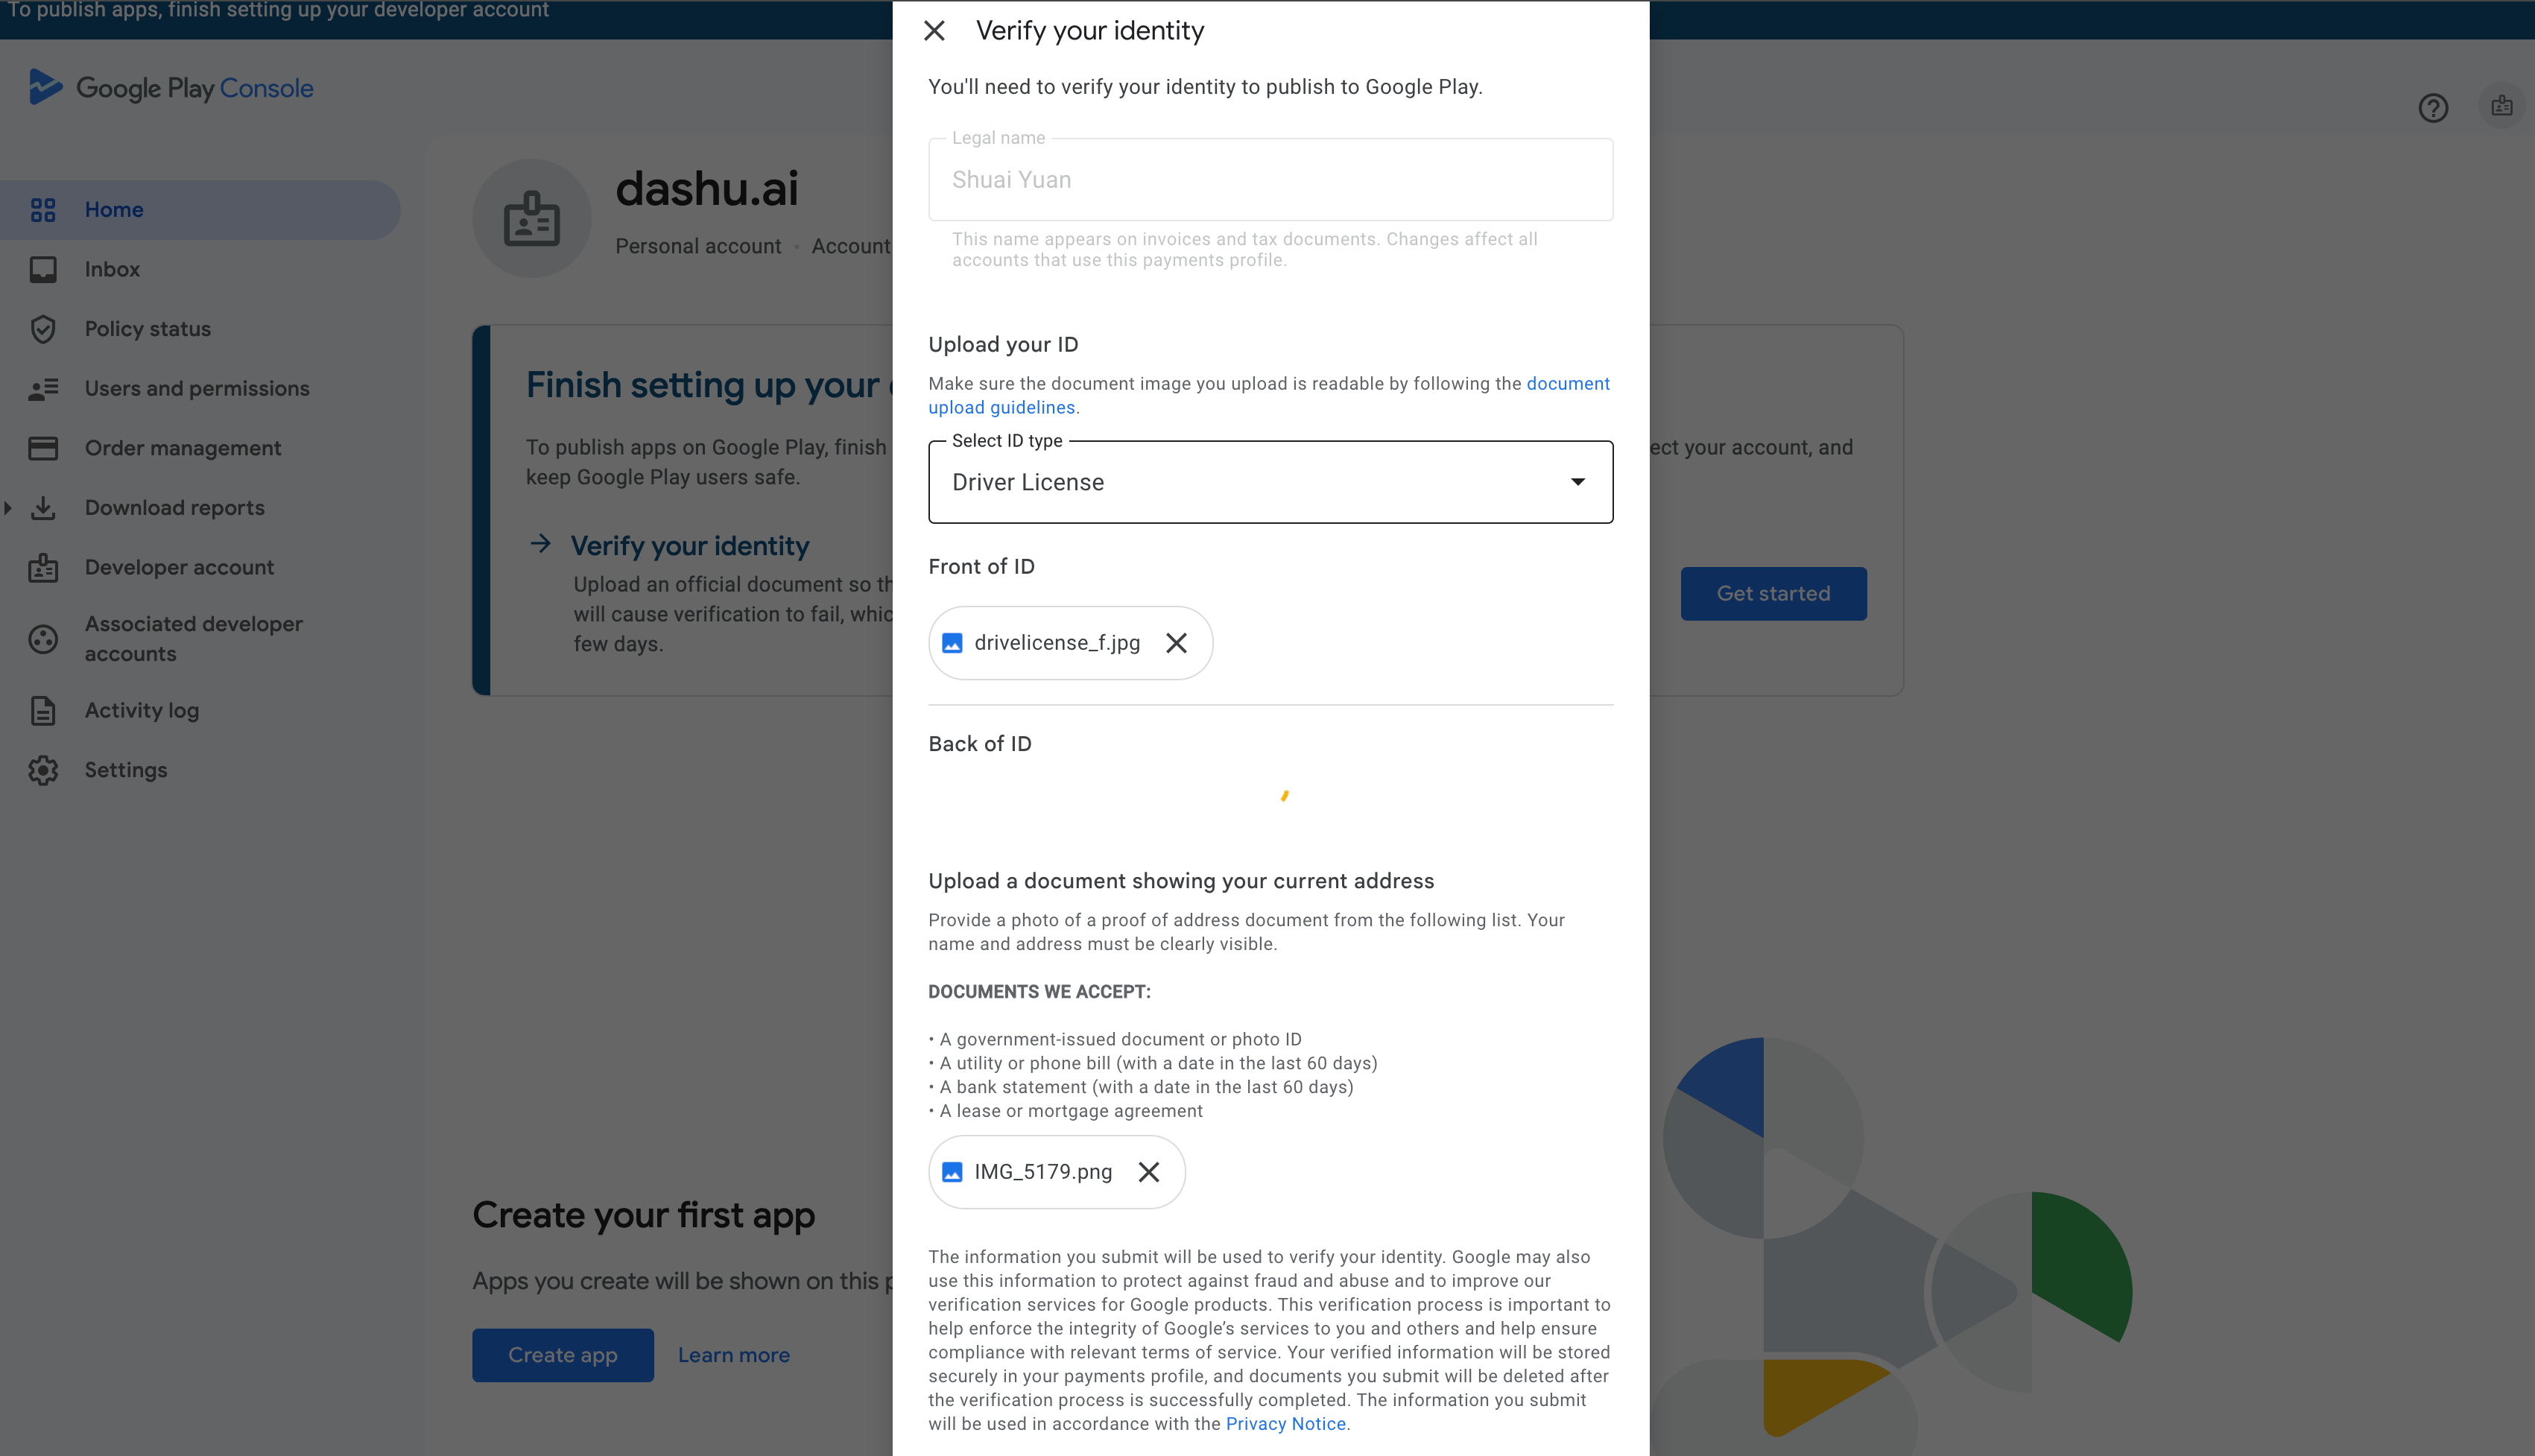 To publish apps, finish setting up your developer account
Google Play Console
Home
Inbox
Policy status
Users and permissions
Order management
Download reports
Developer account
Associated developer
accounts
Activity log
Settings
dashu.ai
Personal account • Account
Finish setting up your
To publish apps on Google Play, finish
ect your account, and
keep Google Play users safe.
Verify your identity
Upload an official document so th
will cause verification to fail, whic
few days.
Get started
Create your first app
Apps you create will be shown on this p
Create app
Learn more
Verify your identity
You'll need to verify your identity to publish to Google Play.
Legal name
Shuai Yuan
This name appears on invoices and tax documents. Changes affect all
accounts that use this payments profile.
Upload your ID
Make sure the document image you upload is readable by following the document
upload guidelines.
Select ID type
Driver License
Front of ID
drivelicense_f.jpg
Back of ID
Upload a document showing your current address
Provide a photo of a proof of address document from the following list. Your
name and address must be clearly visible.
DOCUMENTS WE ACCEPT:
• A government-issued document or photo ID
• A utility or phone bill (with a date in the last 60 days)
• A bank statement (with a date in the last 60 days)
• A lease or mortgage agreement
IMG_5179.png
The information you submit will be used to verify your identity. Google may also
use this information to protect against fraud and abuse and to improve our
verification services for Google products. This verification process is important to
help enforce the integrity of Google’s services to you and others and help ensure
compliance with relevant terms of service. Your verified information will be stored
securely in your payments profile, and documents you submit will be deleted after
the verification process is successfully completed. The information you submit
will be used in accordance with the Privacy Notice.